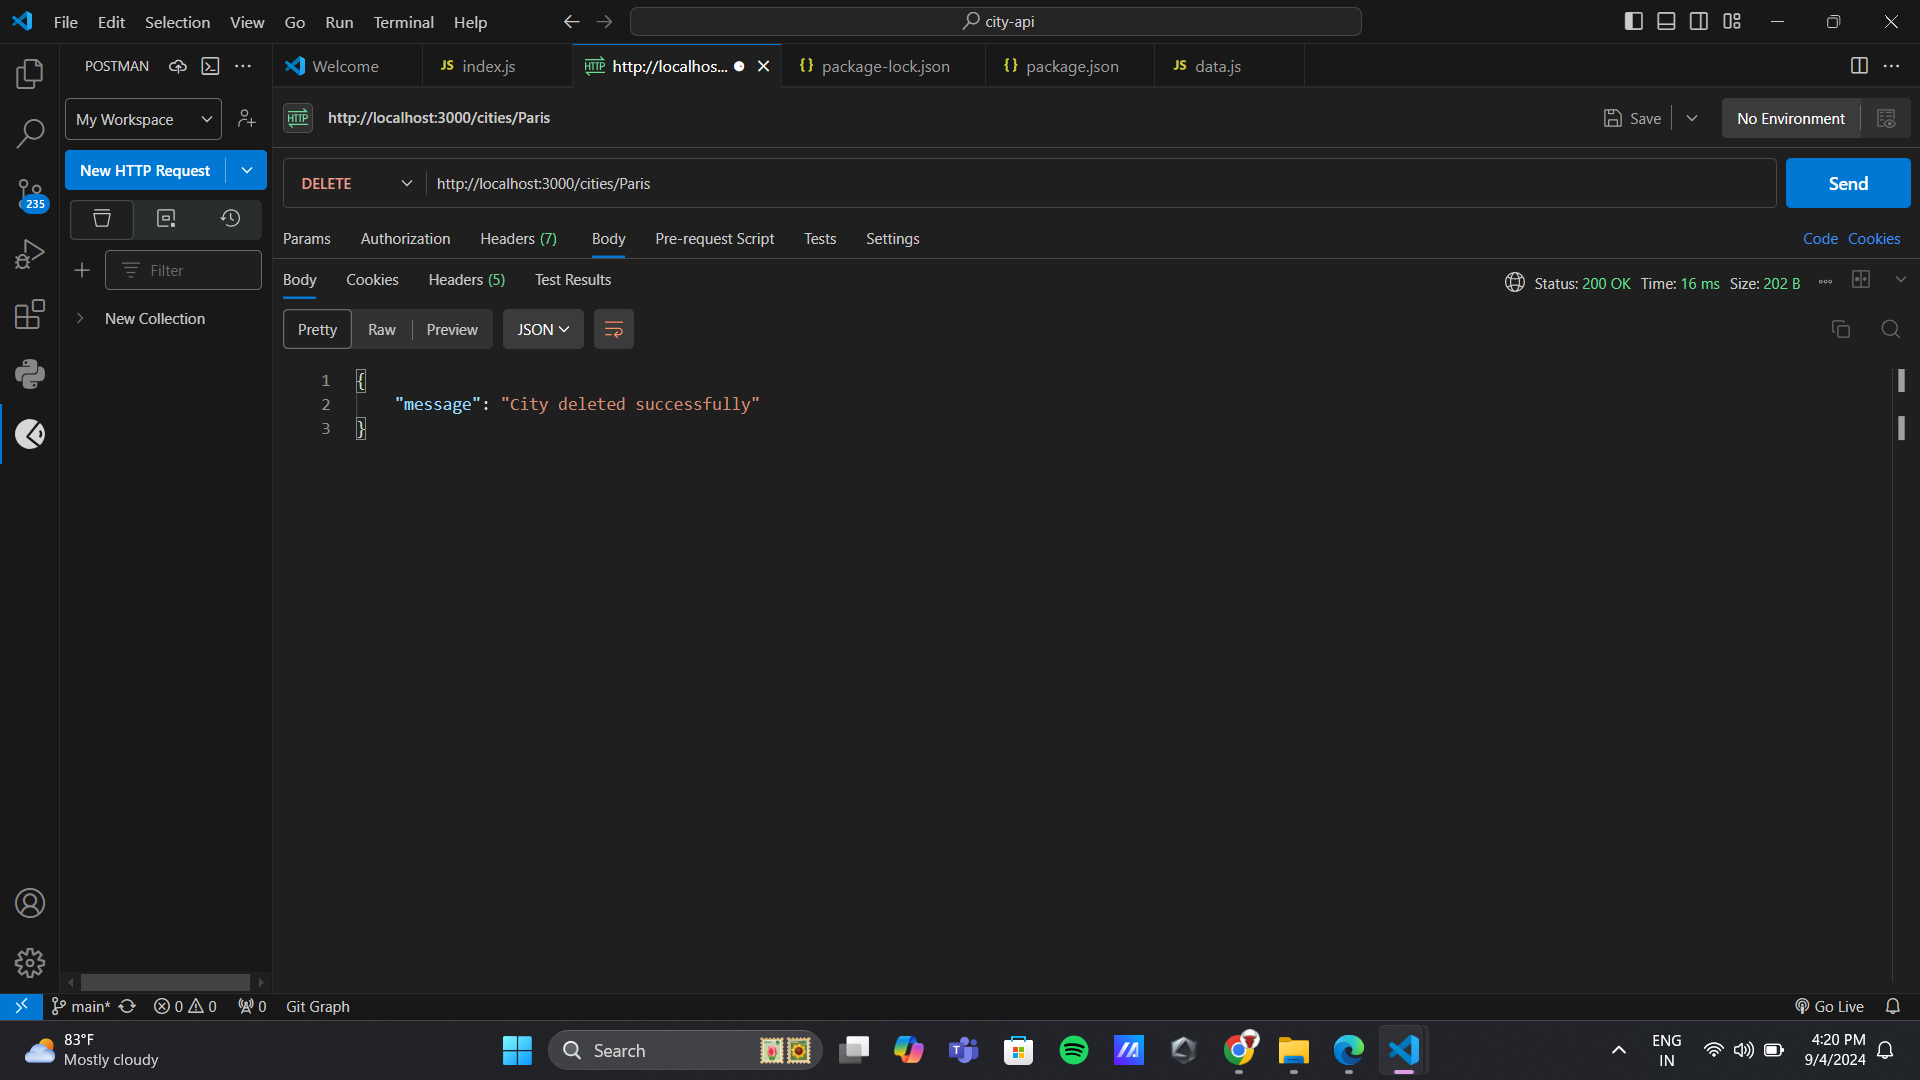 File Edit Selection View Go Run Terminal Help
city-api
POSTMAN
Welcome
JS index.js
HTTP http://localhos...
{} package-lock.json
{} package.json
JS data.js
My Workspace
HTTP http://localhost:3000/cities/Paris
Save
No Environment
New HTTP Request
DELETE http://localhost:3000/cities/Paris
Send
235
Params Authorization Headers (7) Body Pre-request Script Tests Settings
Code Cookies
Filter
Body Cookies Headers (5) Test Results
Status: 200 OK Time: 16 ms Size: 202 B
New Collection
Pretty Raw Preview JSON
1 {
2 "message": "City deleted successfully"
3 }
main* 0 0 0 Git Graph
Go Live
83°F
Mostly cloudy
Search
ENG
IN
4:20 PM
9/4/2024